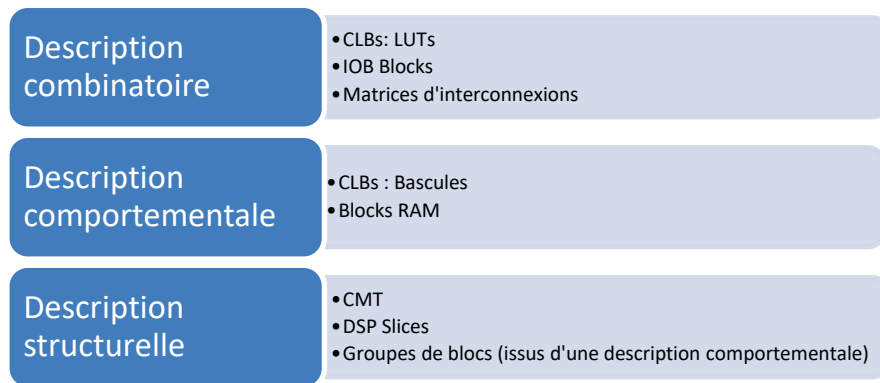 Description
combinatoire
•CLBs: LUTs
•IOB Blocks
•Matrices d'interconnexions
Description
comportementale
•CLBs : Bascules
•Blocks RAM
Description
structurelle
•CMT
•DSP Slices
•Groupes de blocs (issus d'une description comportementale)